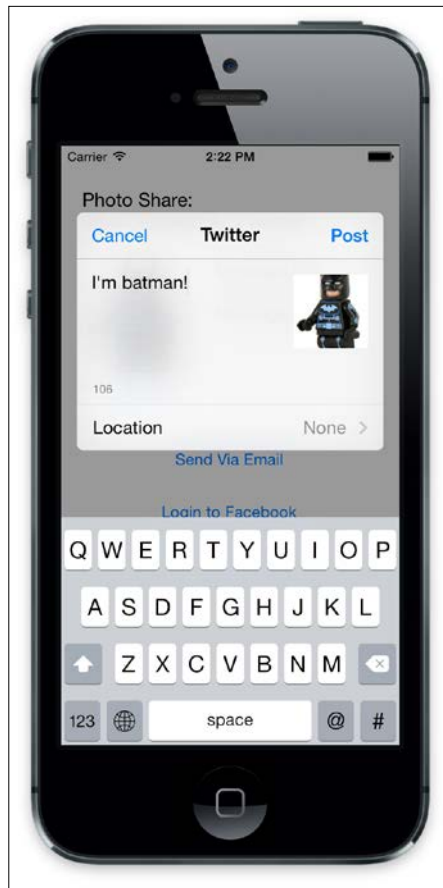 Carrier 2:22 PM
Photo Share:
Cancel Twitter Post
I'm batman!
106
Location None >
Send Via Email
Login to Facebook
Q W E R T Y U I O P
A S D F G H J K L
Z X C V B N M
123 space @ #